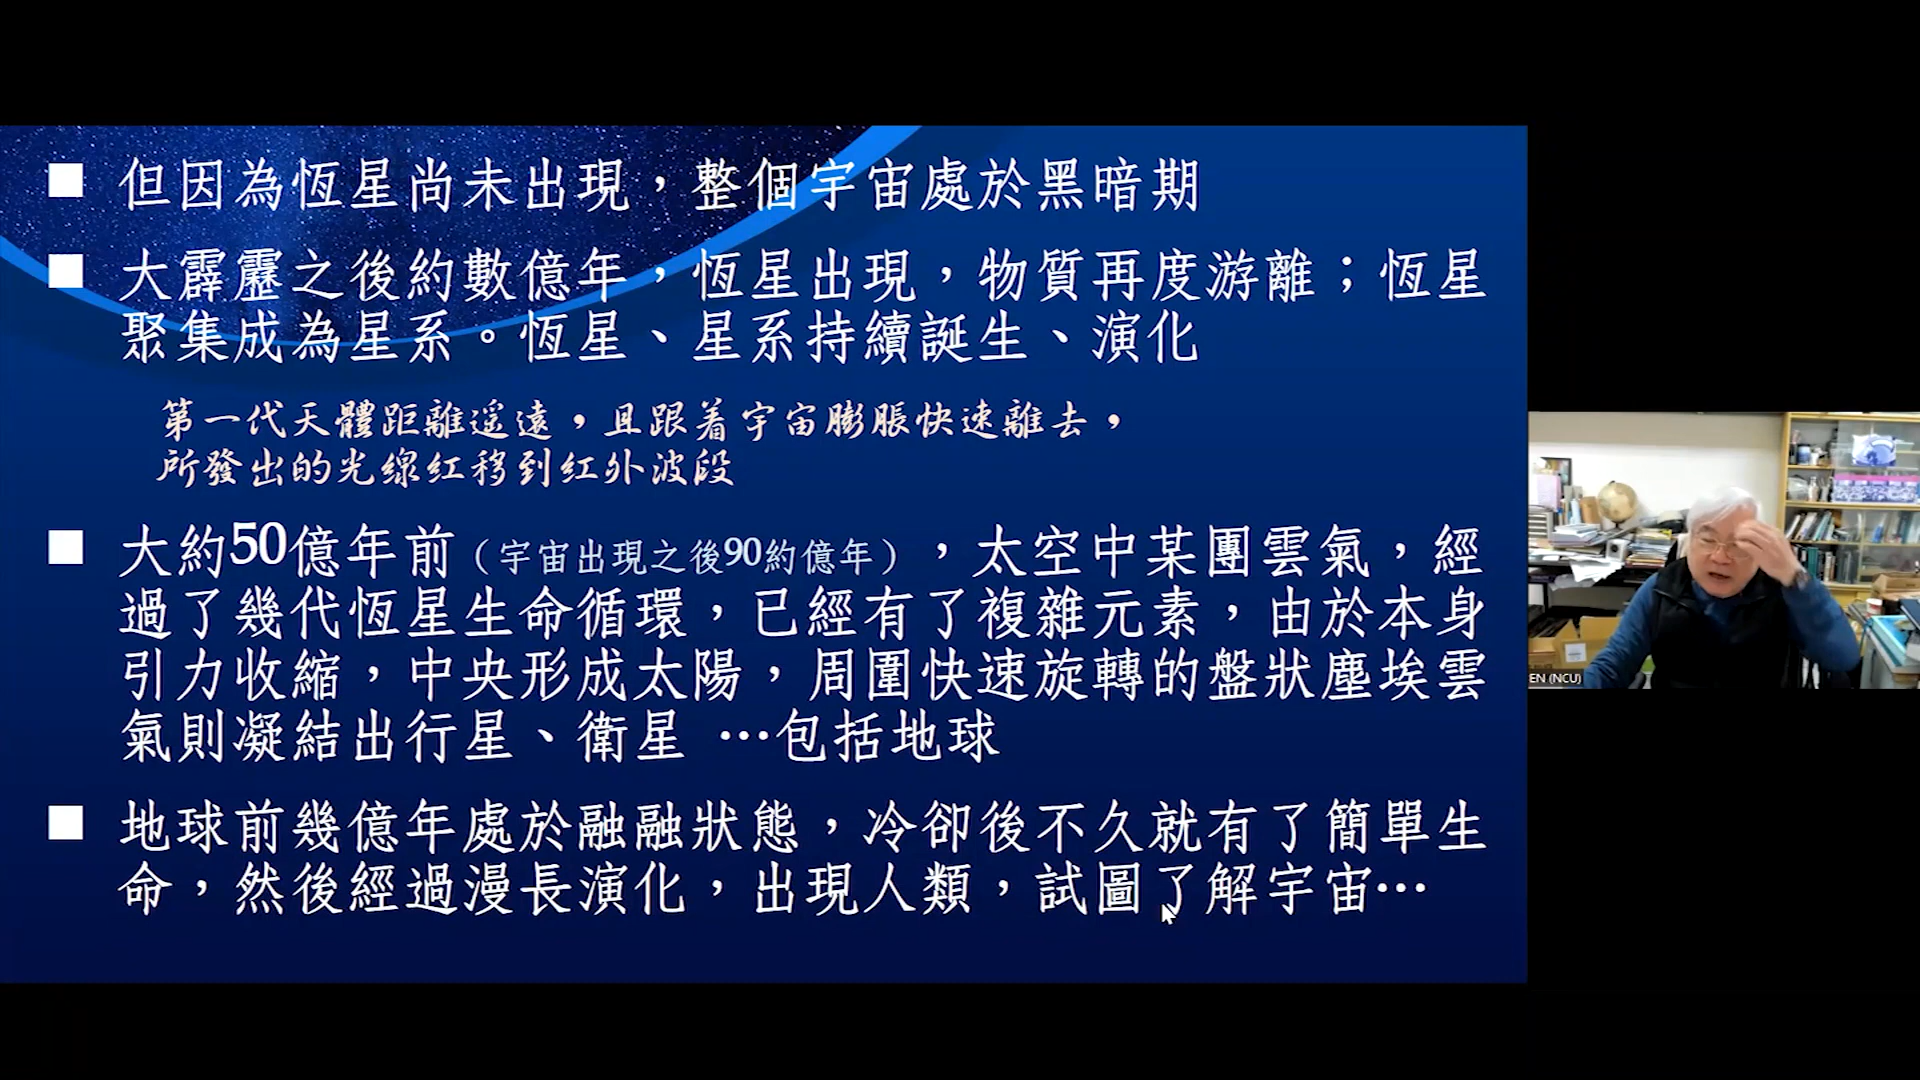 但因為恆星尚未出現，整個宇宙處於黑暗期
大霹靂之後約數億年，恆星出現，物質再度游離；恆星
聚集成為星系。恆星、星系持續誕生、演化
第一代天體距離遥遠，且跟着宇宙膨脹快速離去，
所發出的光線紅移到紅外波段
大約50億年前（宇宙出現之後90約億年），太空中某團雲氣，經
過了幾代恆星生命循環，已經有了複雜元素，由於本身
引力收縮，中央形成太陽，周圍快速旋轉的盤狀塵埃雲
氣則凝結出行星、衛星 …包括地球
地球前幾億年處於融融狀態，冷卻後不久就有了簡單生
命，然後經過漫長演化，出現人類，試圖了解宇宙…
EN (NCU)